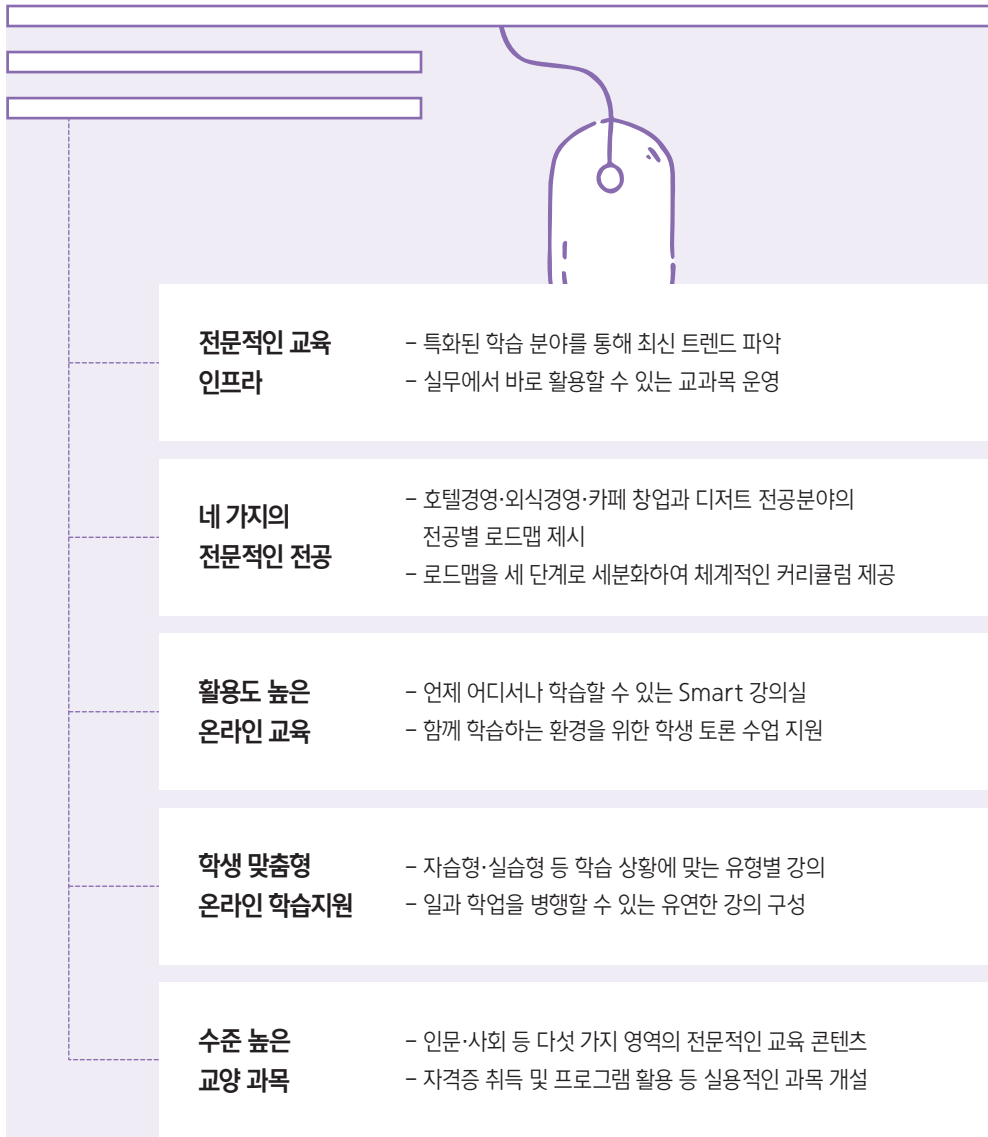 전문적인 교육
인프라
– 특화된 학습 분야를 통해 최신 트렌드 파악
– 실무에서 바로 활용할 수 있는 교과목 운영
네 가지의
전문적인 전공
– 호텔경영·외식경영·카페 창업과 디저트 전공분야의
전공별 로드맵 제시
– 로드맵을 세 단계로 세분화하여 체계적인 커리큘럼 제공
활용도 높은
온라인 교육
– 언제 어디서나 학습할 수 있는 Smart 강의실
– 함께 학습하는 환경을 위한 학생 토론 수업 지원
학생 맞춤형
온라인 학습지원
– 자습형·실습형 등 학습 상황에 맞는 유형별 강의
– 일과 학업을 병행할 수 있는 유연한 강의 구성
수준 높은
교양 과목
– 인문·사회 등 다섯 가지 영역의 전문적인 교육 콘텐츠
– 자격증 취득 및 프로그램 활용 등 실용적인 과목 개설